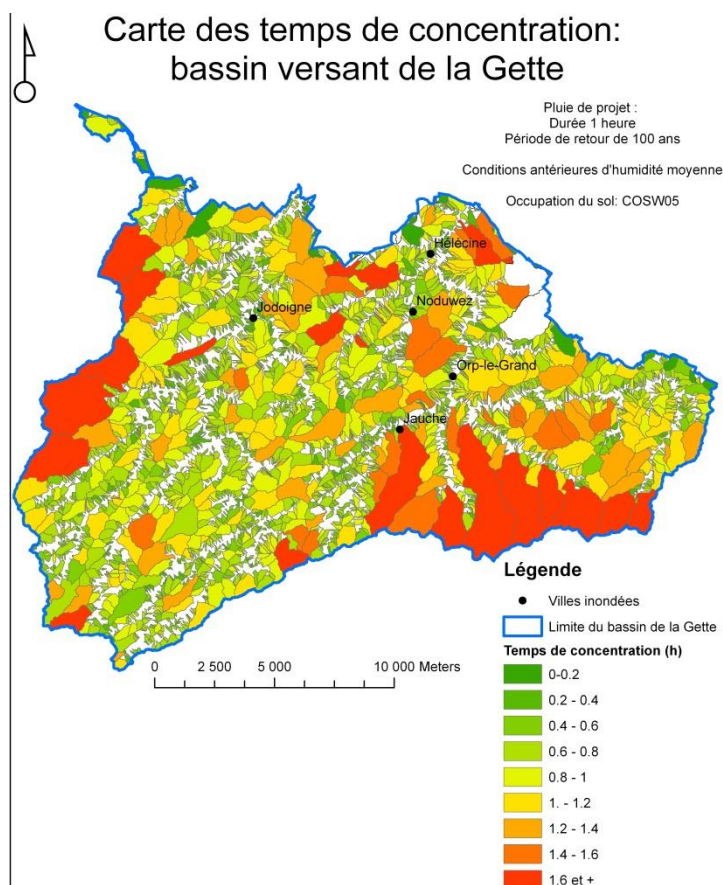 Carte des temps de concentration:
bassin versant de la Gette
Pluie de projet :
Durée 1 heure
Période de retour de 100 ans
Conditions antérieures d'humidité moyenne
Occupation du sol: COSW05
Hélécine
Jodoigne
Noduwez
Orp-le-Grand
Jauche
0 2 500 5 000 10 000 Meters
Légende
Villes inondées
Limite du bassin de la Gette
Temps de concentration (h)
0-0.2
0.2 - 0.4
0.4 - 0.6
0.6 - 0.8
0.8 - 1
1. - 1.2
1.2 - 1.4
1.4 - 1.6
1.6 et +